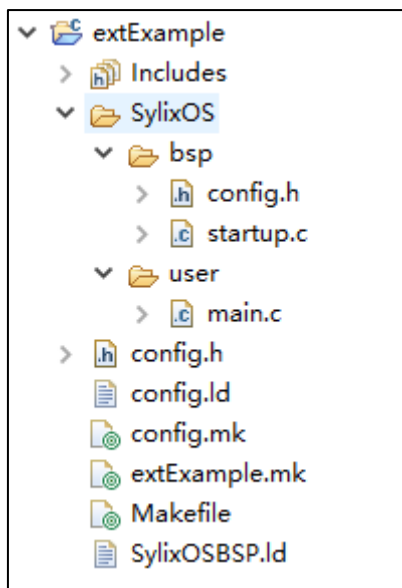 extExample
Includes
SylixOS
bsp
config.h
startup.c
user
main.c
config.h
config.ld
config.mk
extExample.mk
Makefile
SylixOSBSP.ld